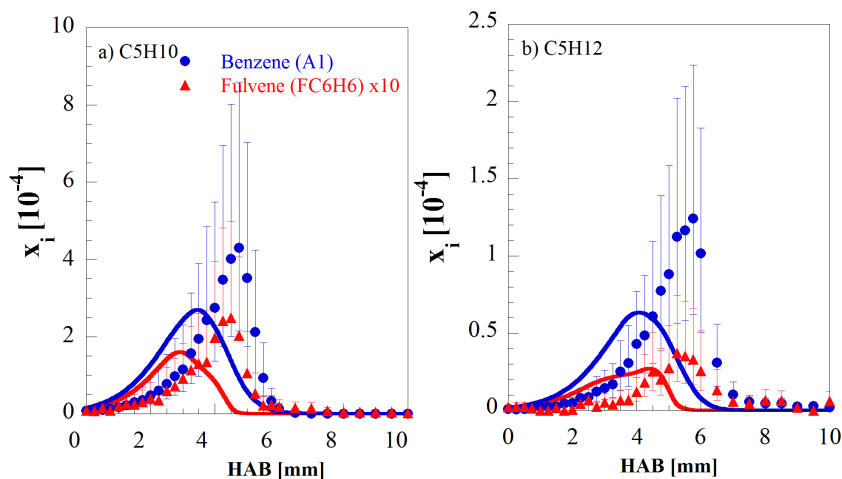 a) C5H10
Benzene (A1)
Fulvene (FC6H6) x10
10
8
6
4
2
0
x_i [10^-4]
0 2 4 6 8 10
HAB [mm]
b) C5H12
2.5
2
1.5
1
0.5
0
x_i [10^-4]
0 2 4 6 8 10
HAB [mm]